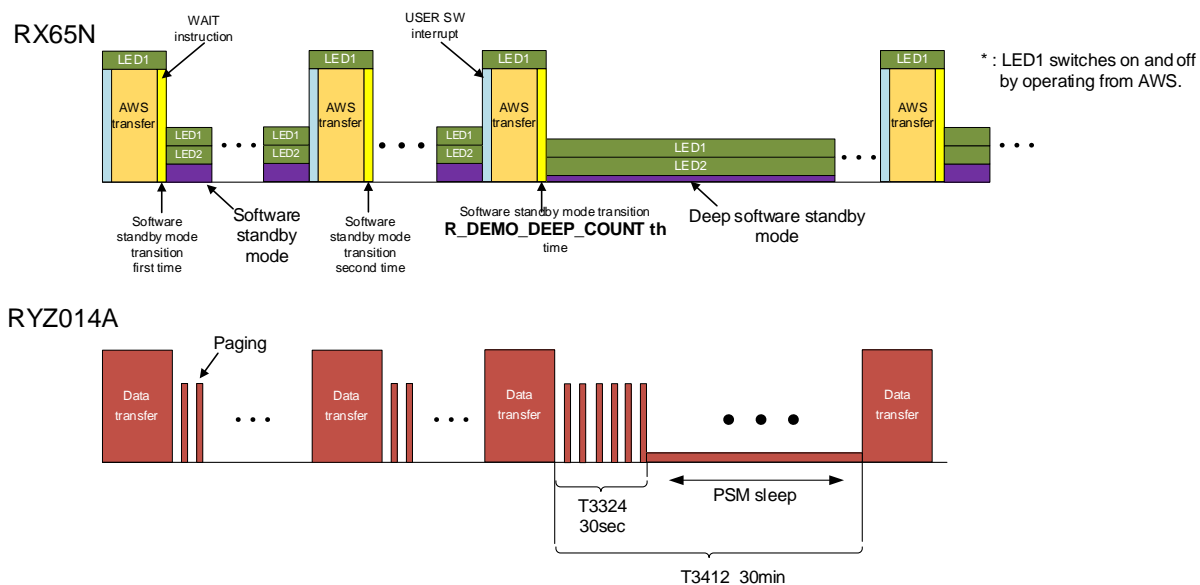 RX65N
WAIT
instruction
USER SW
interrupt
* : LED1 switches on and off
by operating from AWS.
LED1
AWS
transfer
LED1
LED2
LED1
LED2
LED1
AWS
transfer
LED1
LED2
LED1
AWS
transfer
LED1
LED2
LED1
AWS
transfer
Software
standby mode
transition
first time
Software
standby
mode
Software
standby mode
transition
second time
Software standby mode transition
R_DEMO_DEEP_COUNT th
time
Deep software standby
mode
RYZ014A
Paging
Data
transfer
Data
transfer
Data
transfer
Data
transfer
T3324
30sec
PSM sleep
T3412 30min